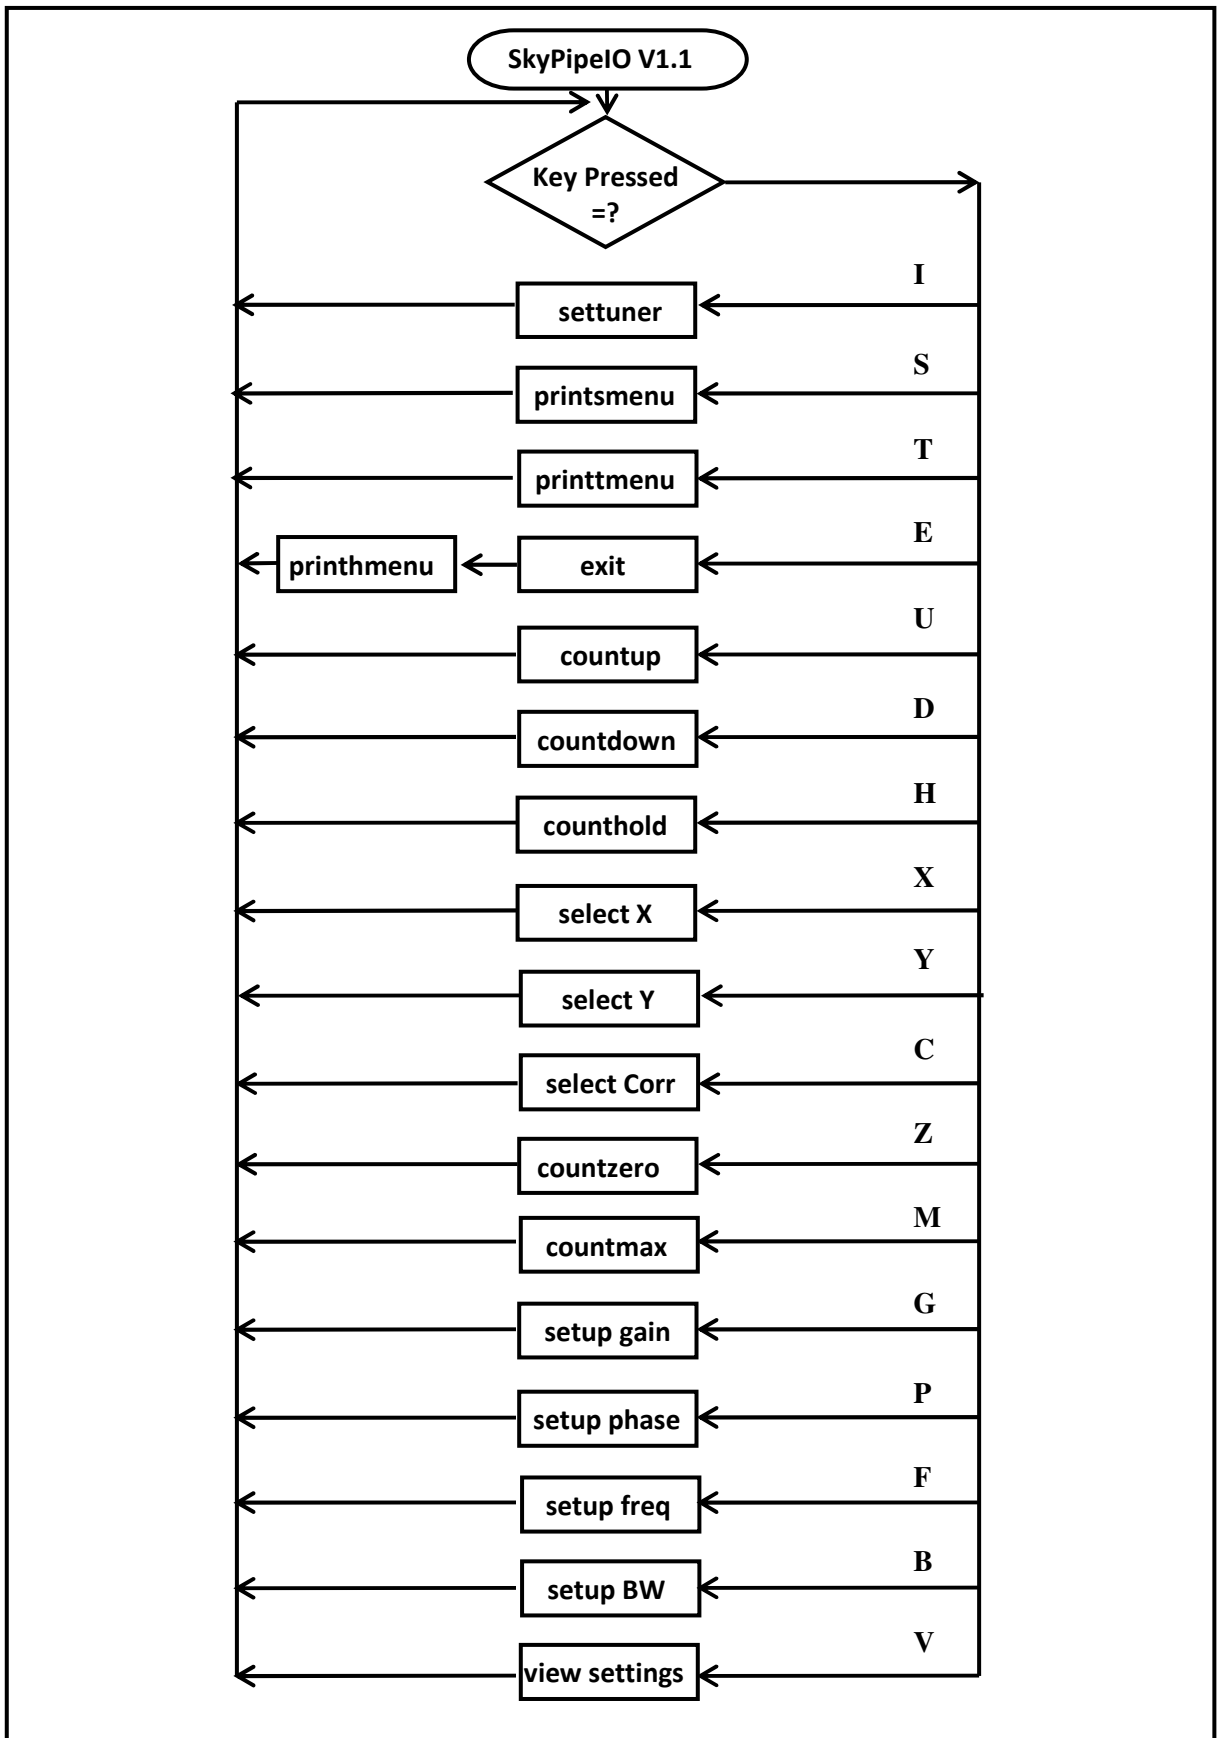 SkyPipeIO V1.1
Key Pressed
=?
I
settuner
S
printsmenu
T
printtmenu
E
printhmenu
exit
U
countup
D
countdown
H
counthold
X
select X
Y
select Y
C
select Corr
Z
countzero
M
countmax
G
setup gain
P
setup phase
F
setup freq
B
setup BW
V
view settings